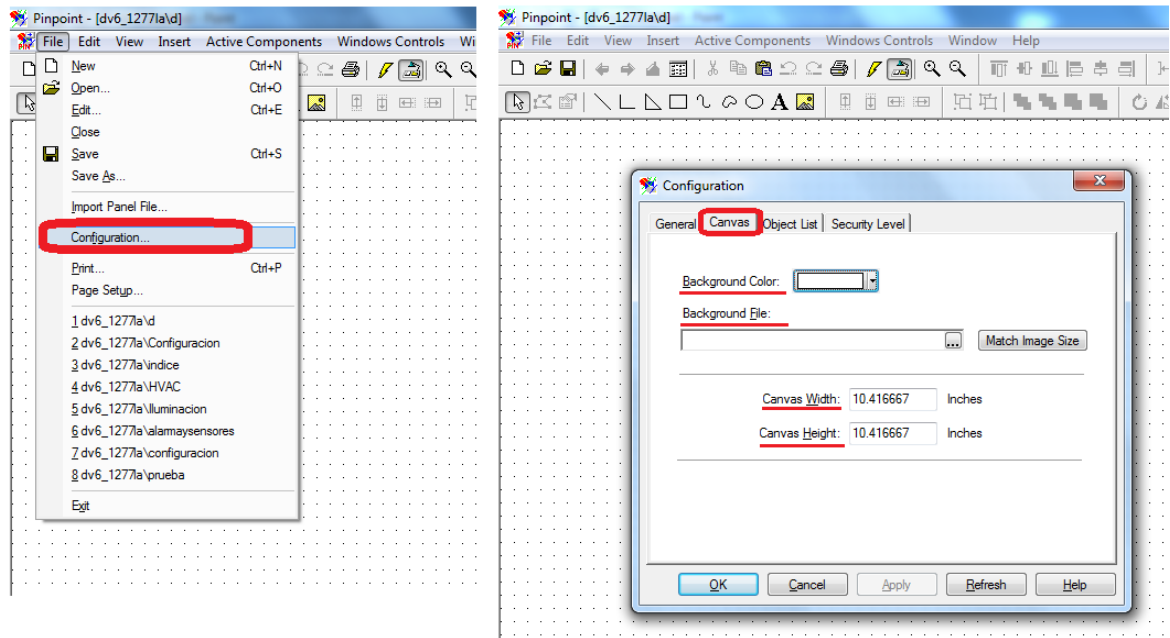 Pinpoint - [dv6_1277la\d]
File Edit View Insert Active Components Windows Controls Wi
New Ctrl+N
Open... Ctrl+O
Edit... Ctrl+E
Close
Save Ctrl+S
Save As...
Import Panel File...
Configuration...
Print... Ctrl+P
Page Setup...
1 dv6_1277la\d
2 dv6_1277la\Configuracion
3 dv6_1277la\indice
4 dv6_1277la\HVAC
5 dv6_1277la\Iluminacion
6 dv6_1277la\alarmaysensores
7 dv6_1277la\configuracion
8 dv6_1277la\prueba
Exit
Pinpoint - [dv6_1277la\d]
File Edit View Insert Active Components Windows Controls Window Help
A
Configuration
General Canvas Object List Security Level
Background Color:
Background File:
... Match Image Size
Canvas Width: 10.416667 Inches
Canvas Height: 10.416667 Inches
OK Cancel Apply Refresh Help